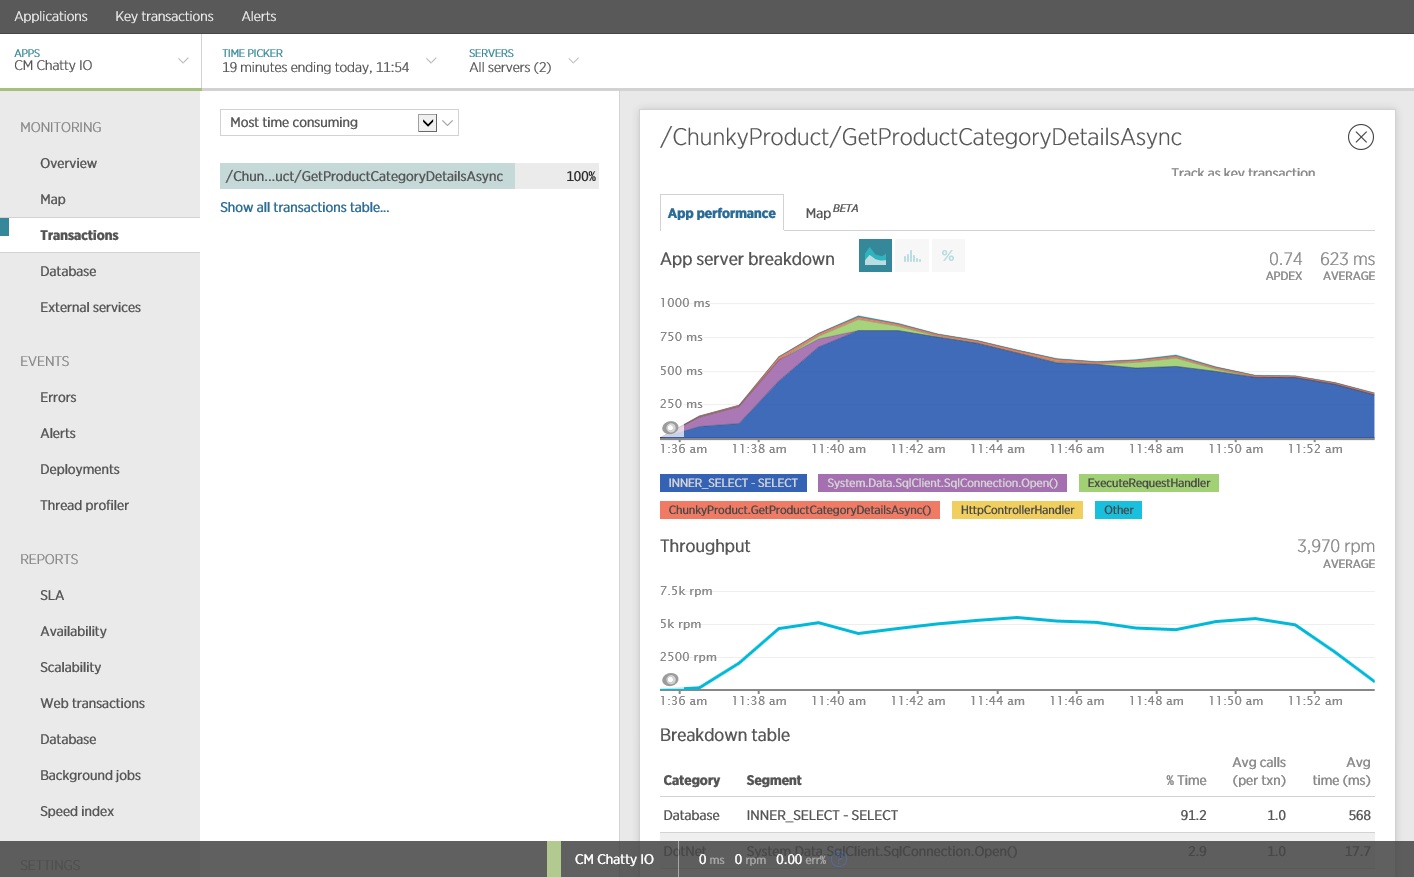 Applications Key transactions Alerts
APPS
CM Chatty IO
TIME PICKER
19 minutes ending today, 11:54
SERVERS
All servers (2)
MONITORING
Overview
Map
Transactions
Database
External services
EVENTS
Errors
Alerts
Deployments
Thread profiler
REPORTS
SLA
Availability
Scalability
Web transactions
Database
Background jobs
Speed index
SETTINGS
Most time consuming
/Chun...uct/GetProductCategoryDetailsAsync 100%
Show all transactions table...
/ChunkyProduct/GetProductCategoryDetailsAsync
Track as key transaction
App performance Map BETA
App server breakdown %
0.74 623 ms
APDEX AVERAGE
1000 ms
750 ms
500 ms
250 ms
1:36 am 11:38 am 11:40 am 11:42 am 11:44 am 11:46 am 11:48 am 11:50 am 11:52 am
INNER_SELECT - SELECT System.Data.SqlClient.SqlConnection.Open() ExecuteRequestHandler
ChunkyProduct.GetProductCategoryDetailsAsync() HttpControllerHandler Other
Throughput 3,970 rpm
AVERAGE
7.5k rpm
5k rpm
2500 rpm
1:36 am 11:38 am 11:40 am 11:42 am 11:44 am 11:46 am 11:48 am 11:50 am 11:52 am
Breakdown table
Category Segment % Time Avg calls (per txn) Avg time (ms)
Database INNER_SELECT - SELECT 91.2 1.0 568
DotNet System.Data.SqlClient.SqlConnection.Open() 2.9 1.0 17.7
CM Chatty IO 0 ms 0 rpm 0.00 err%